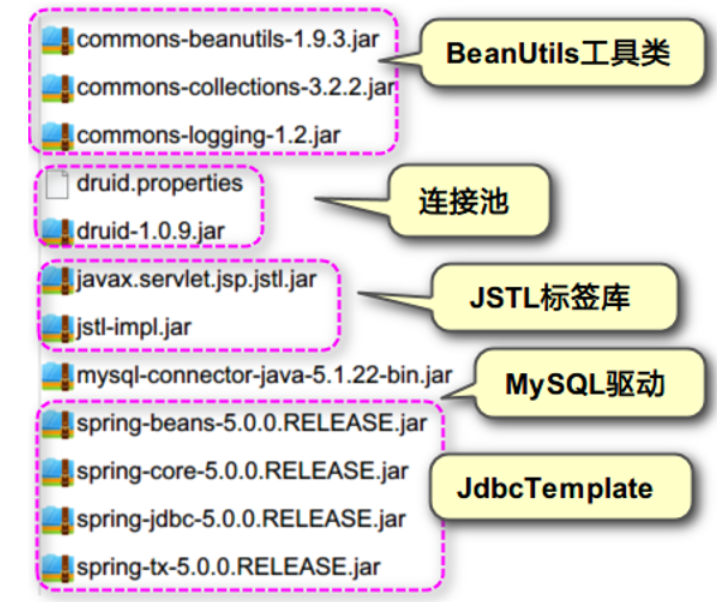 commons-beanutils-1.9.3.jar
commons-collections-3.2.2.jar
commons-logging-1.2.jar
BeanUtils工具类
druid.properties
druid-1.0.9.jar
连接池
javax.servlet.jsp.jstl.jar
jstl-impl.jar
JSTL标签库
mysql-connector-java-5.1.22-bin.jar
MySQL驱动
spring-beans-5.0.0.RELEASE.jar
spring-core-5.0.0.RELEASE.jar
spring-jdbc-5.0.0.RELEASE.jar
spring-tx-5.0.0.RELEASE.jar
JdbcTemplate